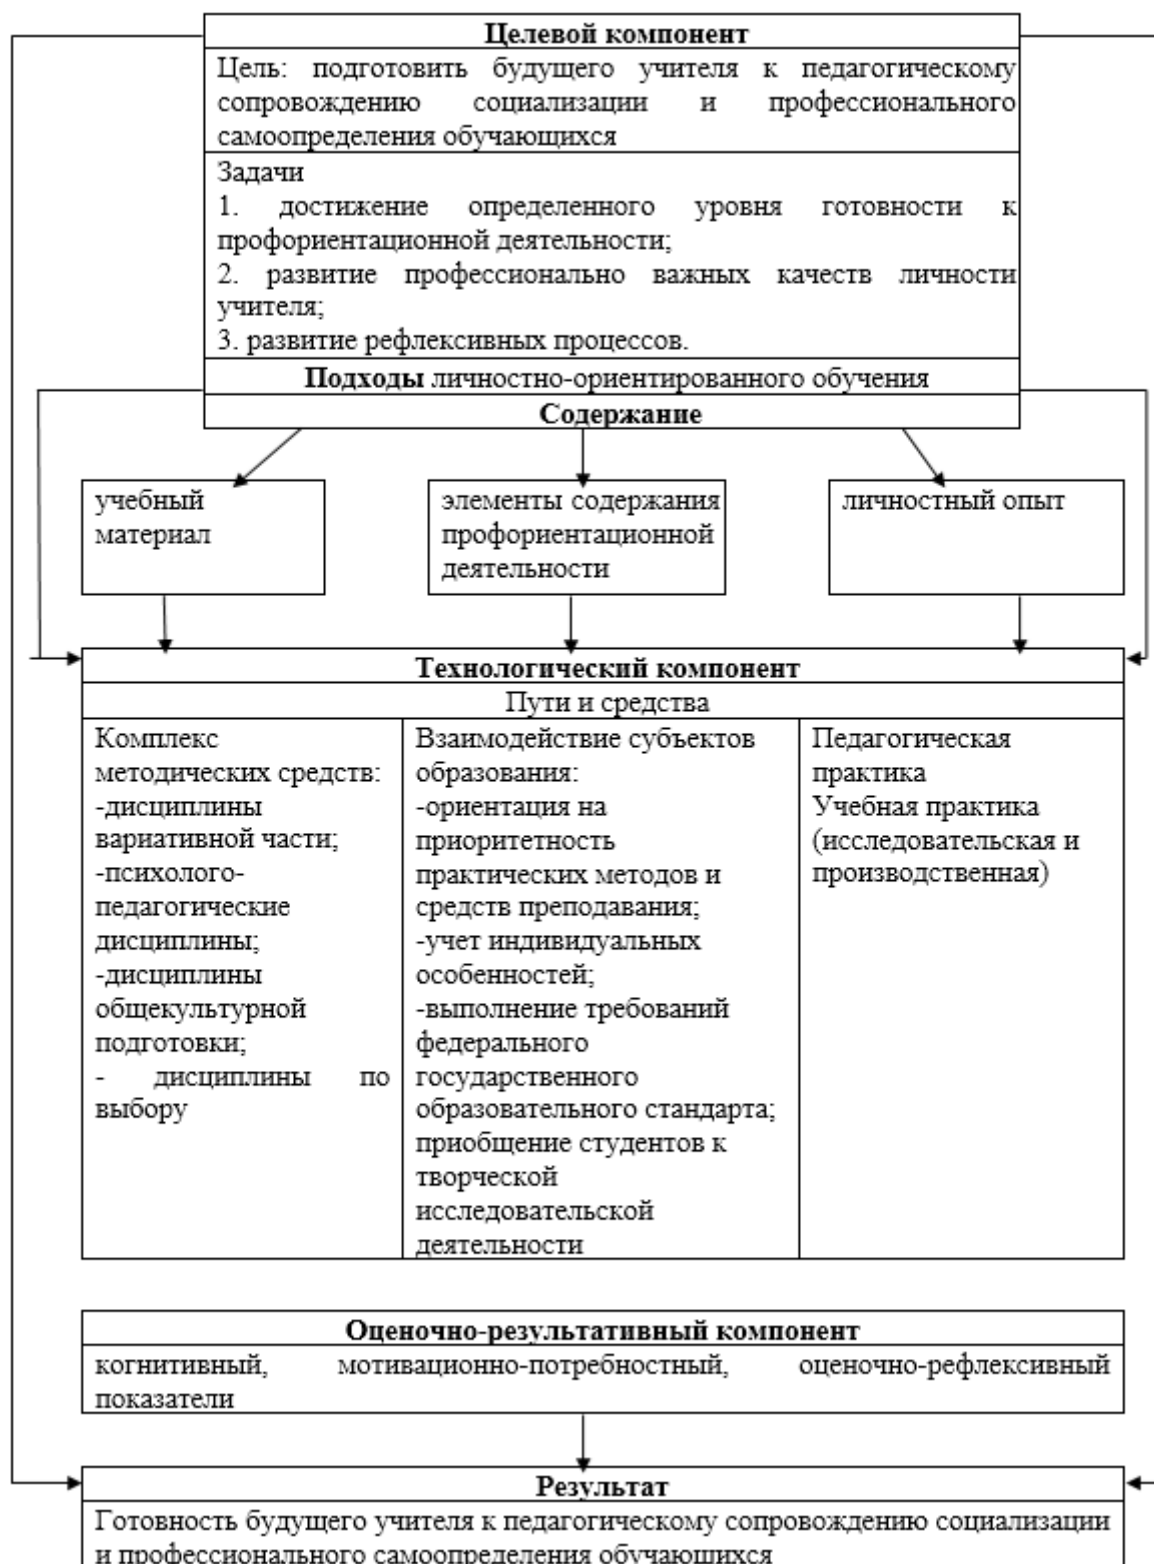 Целевой компонент
Цель: подготовить будущего учителя к педагогическому
сопровождению социализации и профессионального
самоопределения обучающихся
Задачи
1. достижение определенного уровня готовности к
профориентационной деятельности;
2. развитие профессионально важных качеств личности
учителя;
3. развитие рефлексивных процессов.
Подходы личностно-ориентированного обучения
Содержание
учебный
материал
элементы содержания
профориентационной
деятельности
личностный опыт
Технологический компонент
Пути и средства
Комплекс
методических средств:
-дисциплины
вариативной части;
-психолого-
педагогические
дисциплины;
-дисциплины
общекультурной
подготовки;
- дисциплины по
выбору
Взаимодействие субъектов
образования:
-ориентация на
приоритетность
практических методов и
средств преподавания;
-учет индивидуальных
особенностей;
-выполнение требований
федерального
государственного
образовательного стандарта;
приобщение студентов к
творческой
исследовательской
деятельности
Педагогическая
практика
Учебная практика
(исследовательская и
производственная)
Оценочно-результативный компонент
когнитивный, мотивационно-потребностный, оценочно-рефлексивный
показатели
Результат
Готовность будущего учителя к педагогическому сопровождению социализации
и профессионального самоопределения обучающихся